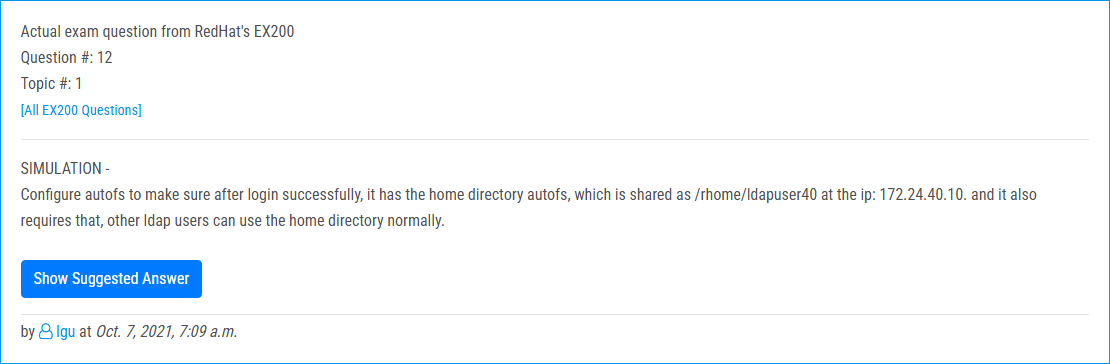 Actual exam question from RedHat's EX200
Question #: 12
Topic #: 1
[All EX200 Questions]
SIMULATION -
Configure autofs to make sure after login successfully, it has the home directory autofs, which is shared as /rhome/ldapuser40 at the ip: 172.24.40.10. and it also
requires that, other ldap users can use the home directory normally.
Show Suggested Answer
by Igu at Oct. 7, 2021, 7:09 a.m.